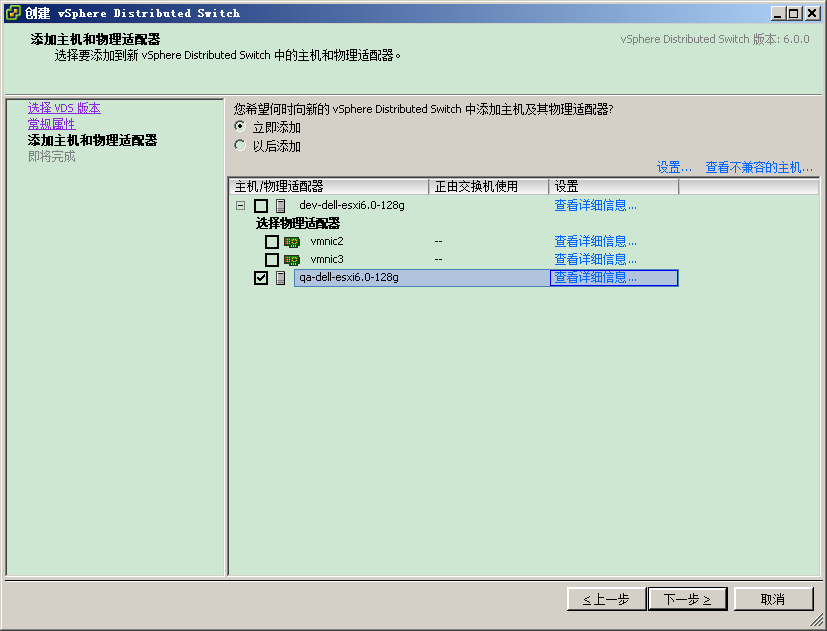 创建 vSphere Distributed Switch
添加主机和物理适配器
选择要添加到新 vSphere Distributed Switch 中的主机和物理适配器。
vSphere Distributed Switch 版本: 6.0.0
选择 VDS 版本
常规属性
添加主机和物理适配器
即将完成
您希望何时向新的 vSphere Distributed Switch 中添加主机及其物理适配器?
立即添加
以后添加
设置... 查看不兼容的主机...
主机/物理适配器 正由交换机使用 设置
dev-dell-esxi6.0-128g 查看详细信息...
选择物理适配器
vmnic2 -- 查看详细信息...
vmnic3 -- 查看详细信息...
qa-dell-esxi6.0-128g 查看详细信息...
≤上一步 下一步 ≥ 取消